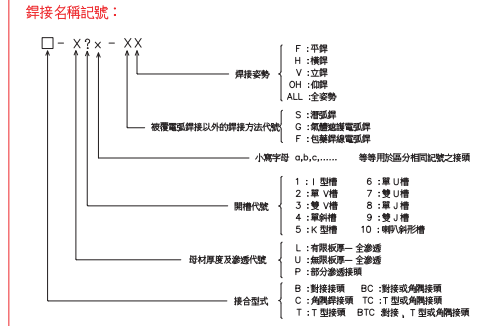 銲接名稱記號：
□ - X ? x - X X
F：平銲
H：橫銲
銲接姿勢 V：立銲
OH：仰銲
ALL：全姿勢
S：潛弧銲
被覆電弧銲接以外的銲接方法代號 G：氣體遮護電弧銲
F：包藥銲線電弧銲
小寫字母 a,b,c,...... 等等用於區分相同記號之接頭
1：I 型槽 6：單 U槽
2：單 V槽 7：雙 U槽
開槽代號 3：雙 V槽 8：單 J 槽
4：單斜槽 9：雙 J 槽
5：K 型槽 10：喇叭斜形槽
L：有限板厚一 全滲透
母材厚度及滲透代號 U：無限板厚一 全滲透
P：部分滲透接頭
B：對接接頭 BC：對接或角隅接頭
接合型式 C：角隅銲接頭 TC：T 型或角隅接頭
T：T 型接頭 BTC：對接、T 型或角隅接頭